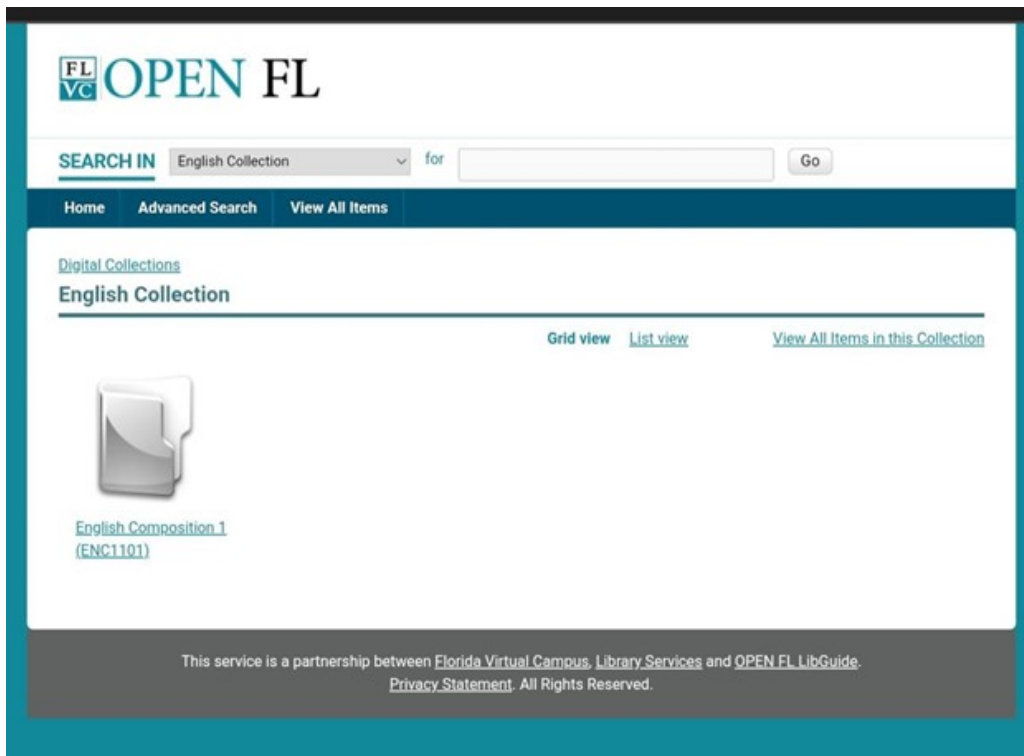 FL
VC OPEN FL
SEARCH IN English Collection for Go
Home Advanced Search View All Items
Digital Collections
English Collection
Grid view List view View All Items in this Collection
English Composition 1
(ENC1101)
This service is a partnership between Florida Virtual Campus, Library Services and OPEN FL LibGuide.
Privacy Statement. All Rights Reserved.